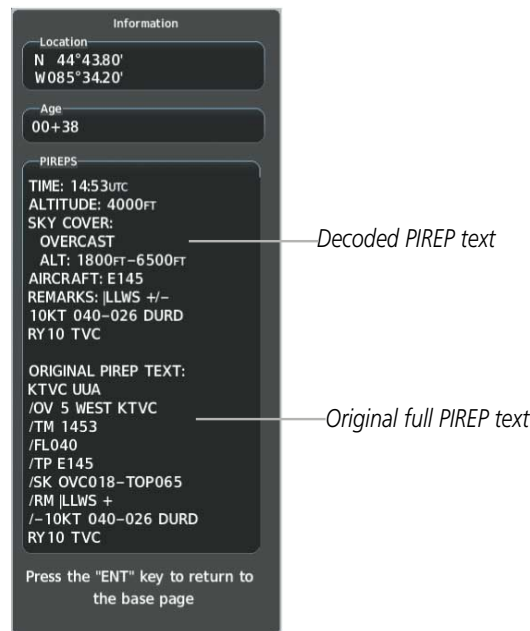 Information
Location
N 44°43.80'
W085°34.20'
Age
00+38
PIREPS
TIME: 14:53UTC
ALTITUDE: 4000FT
SKY COVER:
OVERCAST
ALT: 1800FT-6500FT
AIRCRAFT: E145
REMARKS: |LLWS +/-
10KT 040-026 DURD
RY10 TVC
ORIGINAL PIREP TEXT:
KTVC UUA
/OV 5 WEST KTVC
/TM 1453
/FL040
/TP E145
/SK OVC018-TOP065
/RM |LLWS +
/-10KT 040-026 DURD
RY10 TVC
Press the "ENT" key to return to
the base page
Decoded PIREP text
Original full PIREP text